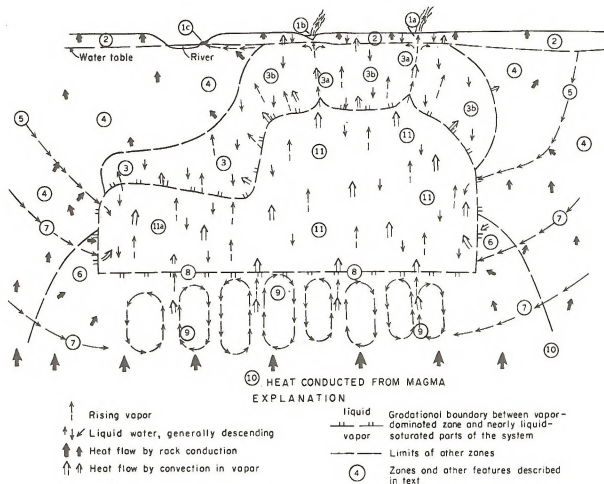 1c
1b
1a
2
2
2
Water table
River
3a
3b
3b
3a
3b
4
4
4
5
5
4
4
4
3
3
11
11
11
11
11a
7
7
7
7
6
6
8
8
9
9
9
10
10 HEAT CONDUCTED FROM MAGMA
EXPLANATION
Rising vapor
Liquid water, generally descending
Heat flow by rock conduction
Heat flow by convection in vapor
liquid
vapor
Gradational boundary between vapor-
dominated zone and nearly liquid-
saturated parts of the system
Limits of other zones
4
Zones and other features described
in text